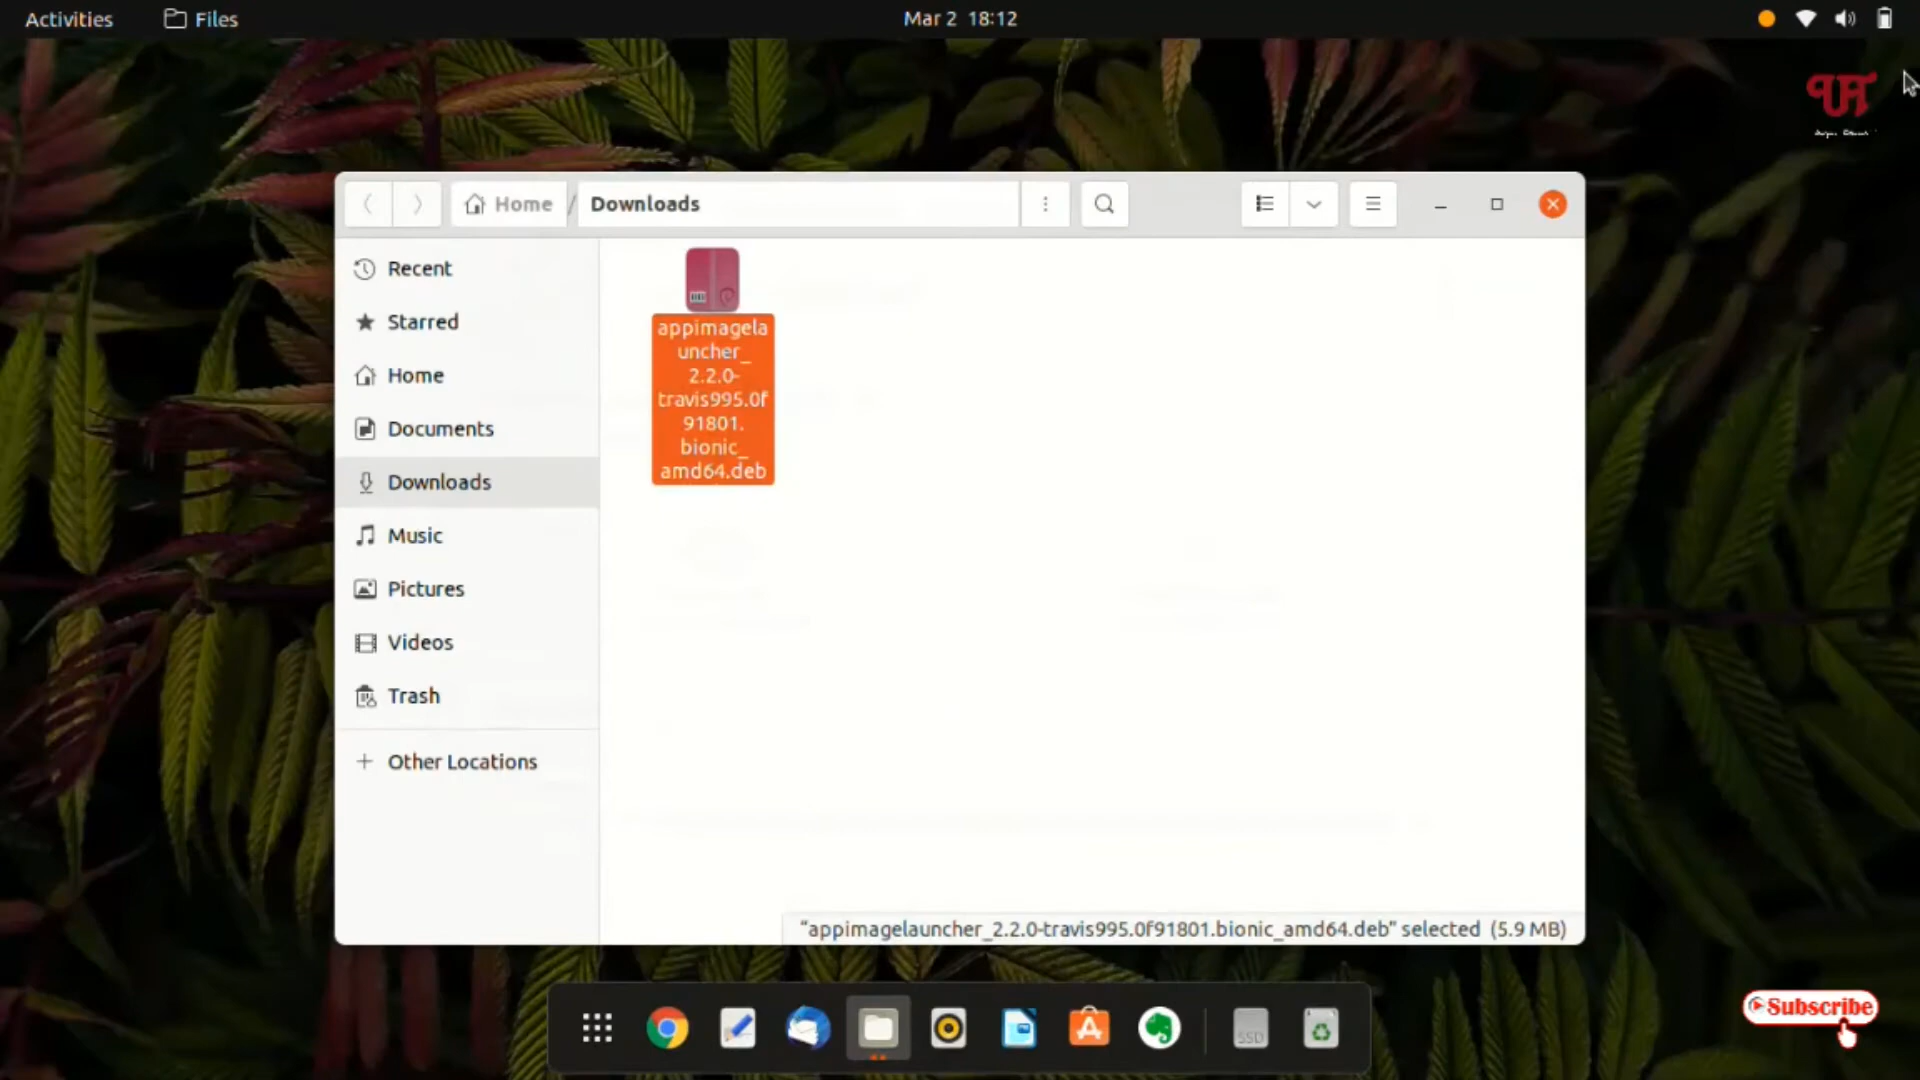 Activities
Files
Mar 2 18:12
Home / Downloads
Recent
Starred
Home
Documents
Downloads
Music
Pictures
Videos
Trash
Other Locations
appimagela
uncher_
2.2.0-
travis995.0f
91801.
bionic_
amd64.deb
"appimagelauncher_2.2.0-travis995.0f91801.bionic_amd64.deb" selected (5.9 MB)
SSD
Subscribe